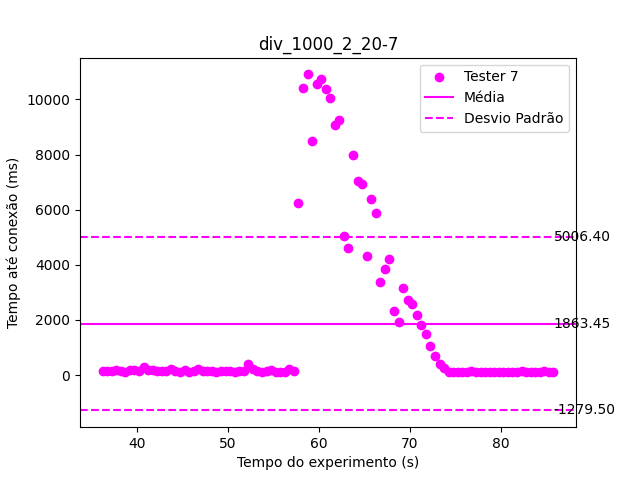 div_1000_2_20-7
Tester 7
Média
Desvio Padrão
Tempo até conexão (ms)
10000
8000
6000
4000
2000
0
5006.40
1863.45
-1279.50
40
50
60
70
80
Tempo do experimento (s)